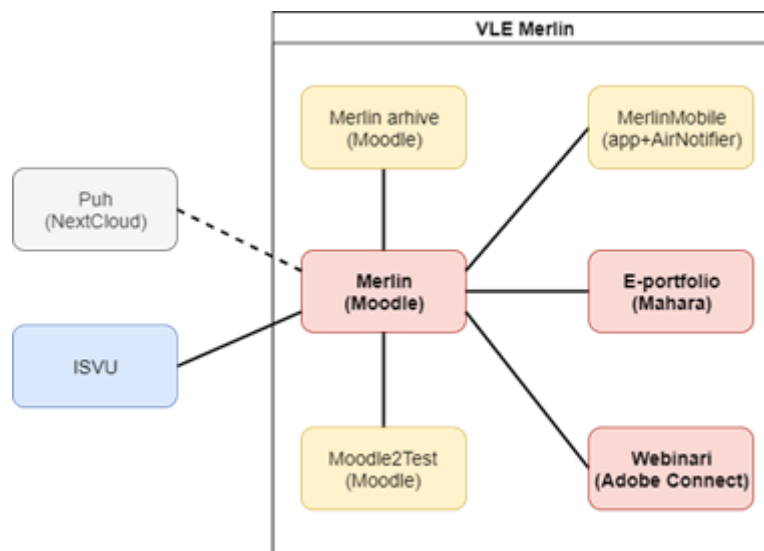 VLE Merlin
Merlin arhive
(Moodle)
MerlinMobile
(app+AirNotifier)
Puh
(NextCloud)
Merlin
(Moodle)
E-portfolio
(Mahara)
ISVU
Moodle2Test
(Moodle)
Webinari
(Adobe Connect)